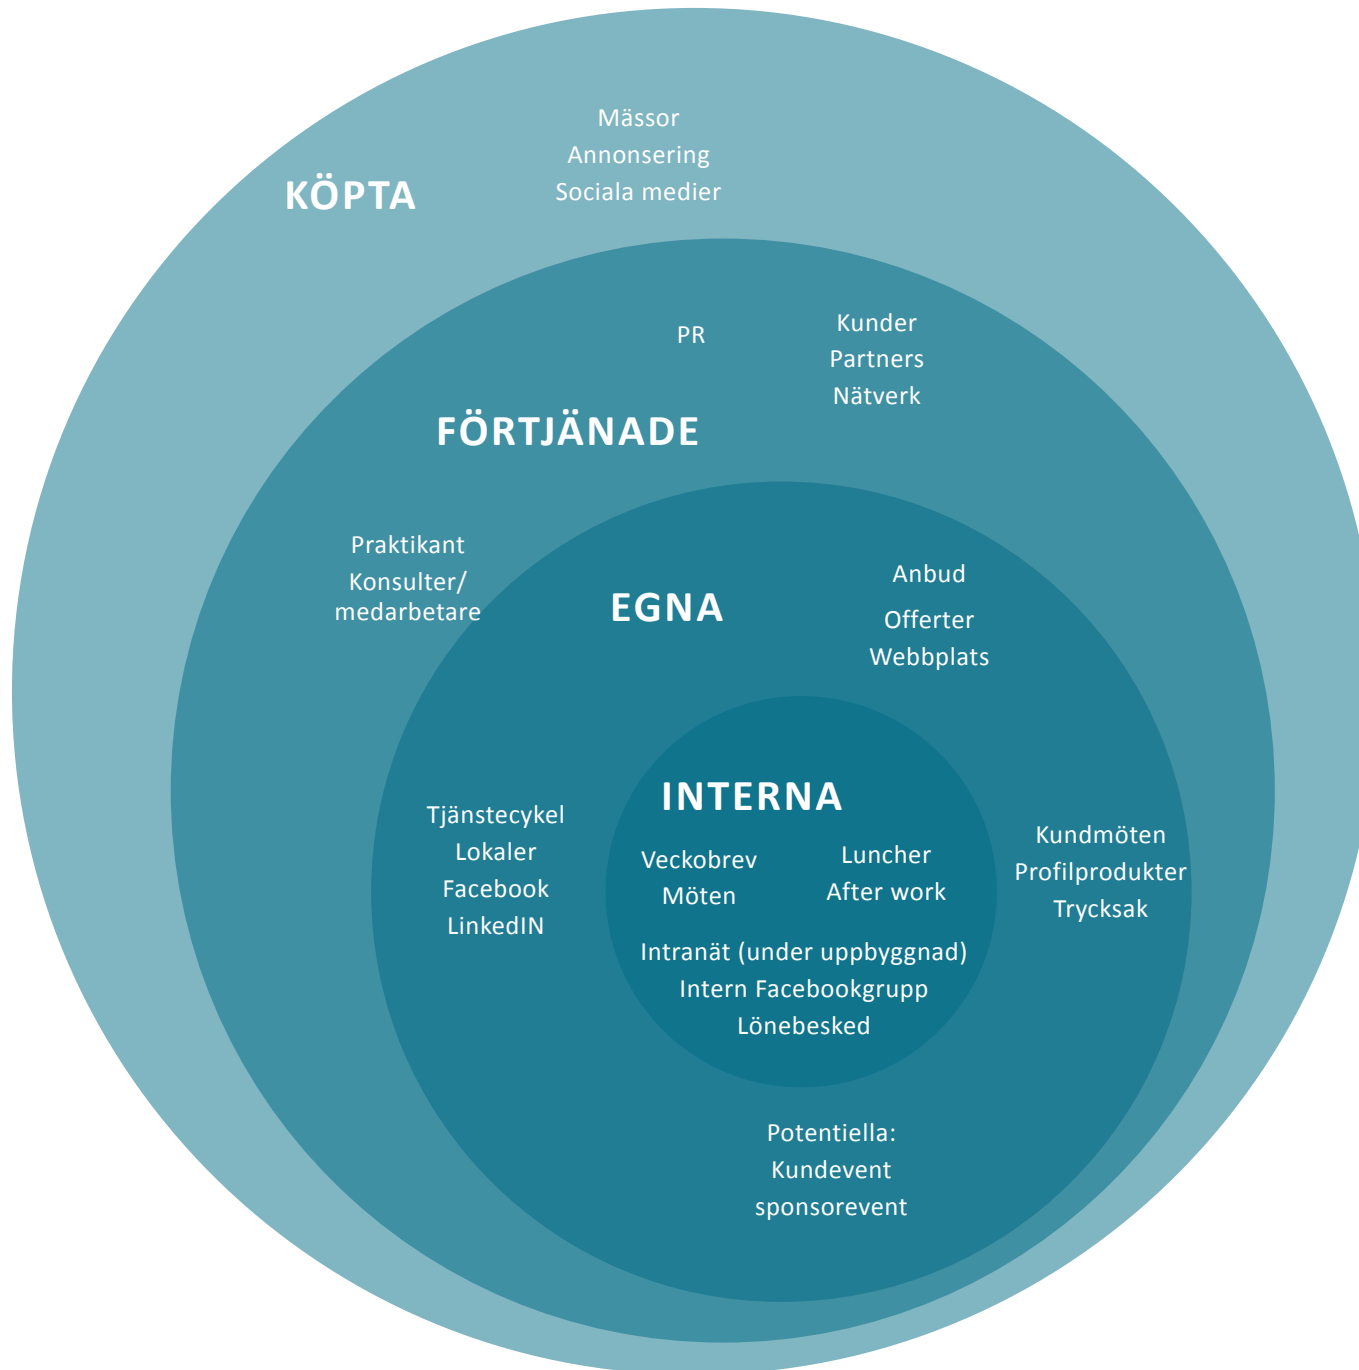 Mässor
Annonsering
Sociala medier
KÖPTA
PR
Kunder
Partners
Nätverk
FÖRTJÄNADE
Praktikant
Konsulter/
medarbetare
EGNA
Anbud
Offerter
Webbplats
INTERNA
Tjänstecykel
Lokaler
Facebook
LinkedIN
Veckobrev
Möten
Luncher
After work
Kundmöten
Profilprodukter
Trycksak
Intranät (under uppbyggnad)
Intern Facebookgrupp
Lönebesked
Potentiella:
Kundevent
sponsorevent